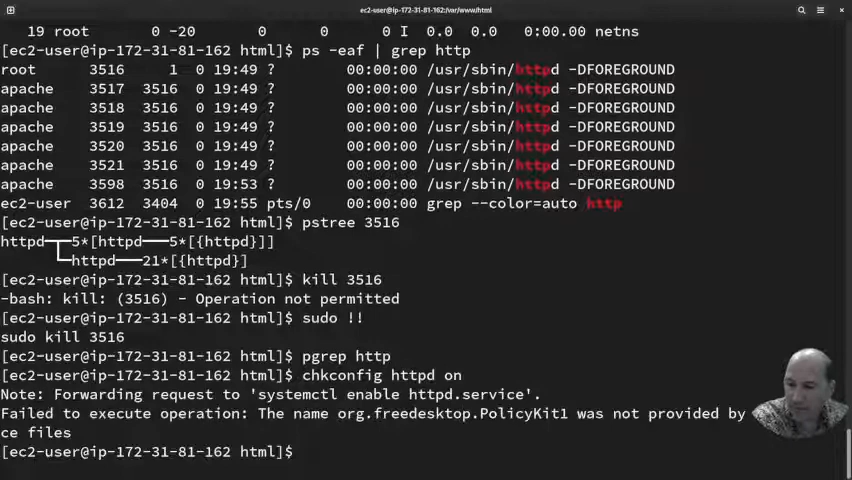 ec2-user@ip-172-31-81-162:/var/www/html
19 root 0 -20 0 0 0 I 0.0 0.0 0:00.00 netns
[ec2-user@ip-172-31-81-162 html]$ ps -eaf | grep http
root 3516 1 0 19:49 ? 00:00:00 /usr/sbin/httpd -DFOREGROUND
apache 3517 3516 0 19:49 ? 00:00:00 /usr/sbin/httpd -DFOREGROUND
apache 3518 3516 0 19:49 ? 00:00:00 /usr/sbin/httpd -DFOREGROUND
apache 3519 3516 0 19:49 ? 00:00:00 /usr/sbin/httpd -DFOREGROUND
apache 3520 3516 0 19:49 ? 00:00:00 /usr/sbin/httpd -DFOREGROUND
apache 3521 3516 0 19:49 ? 00:00:00 /usr/sbin/httpd -DFOREGROUND
apache 3598 3516 0 19:53 ? 00:00:00 /usr/sbin/httpd -DFOREGROUND
ec2-user 3612 3404 0 19:55 pts/0 00:00:00 grep --color=auto http
[ec2-user@ip-172-31-81-162 html]$ pstree 3516
httpd─┬─5*[httpd───5*[{httpd}]]
└─httpd───21*[{httpd}]
[ec2-user@ip-172-31-81-162 html]$ kill 3516
-bash: kill: (3516) - Operation not permitted
[ec2-user@ip-172-31-81-162 html]$ sudo !!
sudo kill 3516
[ec2-user@ip-172-31-81-162 html]$ pgrep http
[ec2-user@ip-172-31-81-162 html]$ chkconfig httpd on
Note: Forwarding request to 'systemctl enable httpd.service'.
Failed to execute operation: The name org.freedesktop.PolicyKit1 was not provided by
ce files
[ec2-user@ip-172-31-81-162 html]$